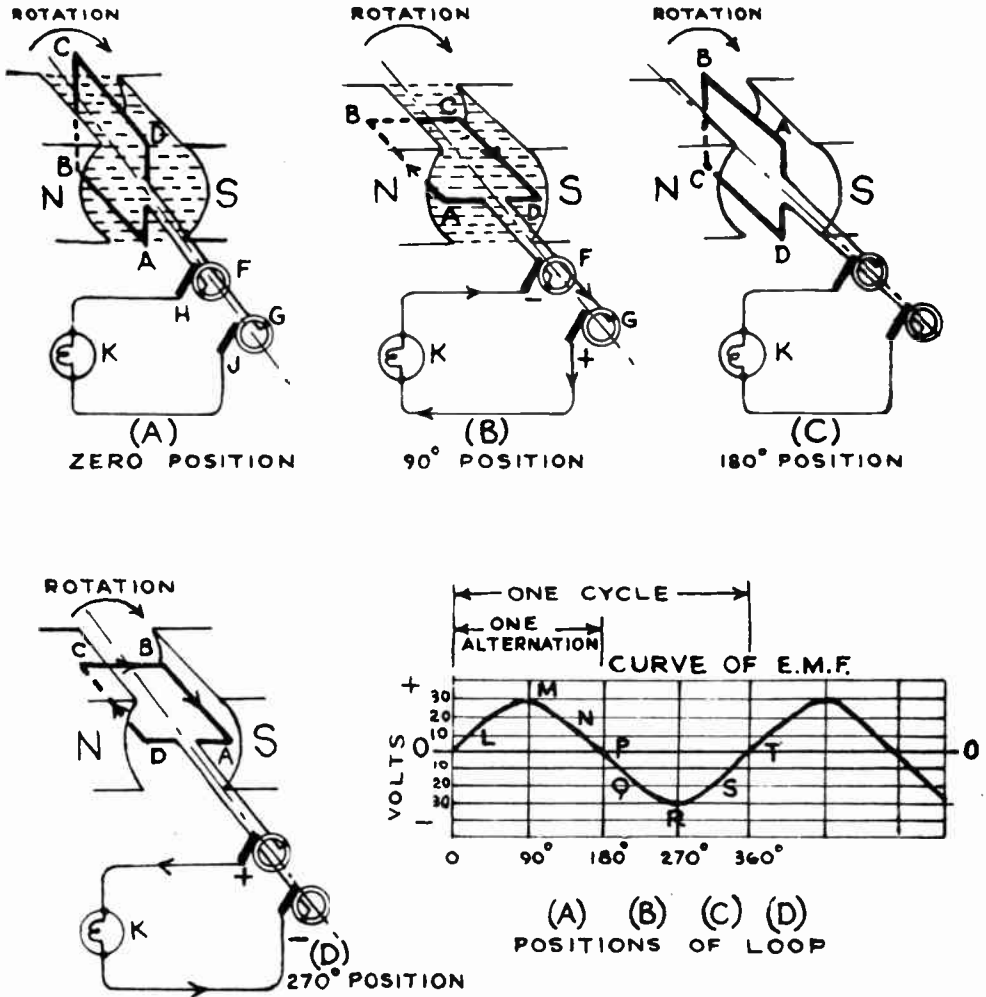 ROTATION
C
D
B
N
S
A
F
H
G
J
K
(A)
ZERO POSITION
ROTATION
B
C
N
S
A
D
F
-
G
+
K
(B)
90° POSITION
ROTATION
B
A
N
S
C
D
K
(C)
180° POSITION
ROTATION
C
B
N
S
D
A
+
K
-
(D)
270° POSITION
ONE CYCLE
ONE
ALTERNATION
CURVE OF E.M.F.
+
30
20
10
0
10
20
30
-
VOLTS
L
M
N
P
Q
R
S
T
0
0 90° 180° 270° 360°
(A) (B) (C) (D)
POSITIONS OF LOOP